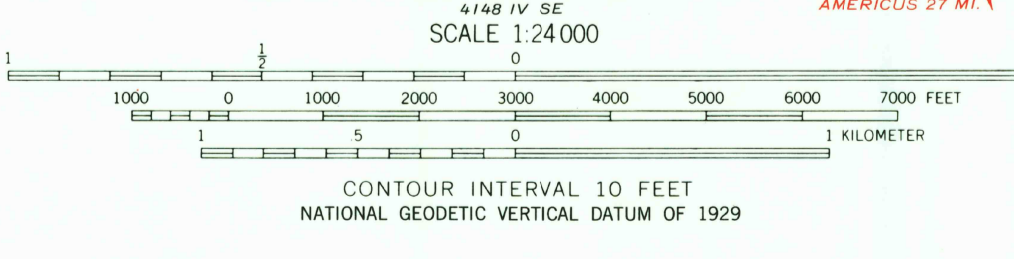 4148 IV SE
AMERICUS 27 MI.
SCALE 1:24 000
1 1/2 0
1000 0 1000 2000 3000 4000 5000 6000 7000 FEET
1 .5 0 1 KILOMETER
CONTOUR INTERVAL 10 FEET
NATIONAL GEODETIC VERTICAL DATUM OF 1929